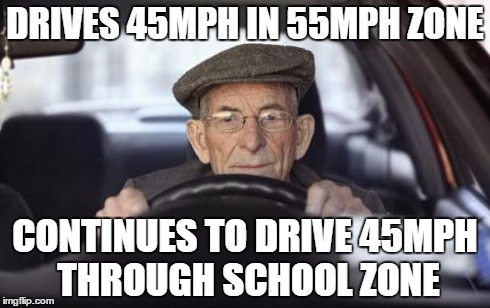 DRIVES 45MPH IN 55MPH ZONE
CONTINUES TO DRIVE 45MPH
THROUGH SCHOOL ZONE
imgflip.com